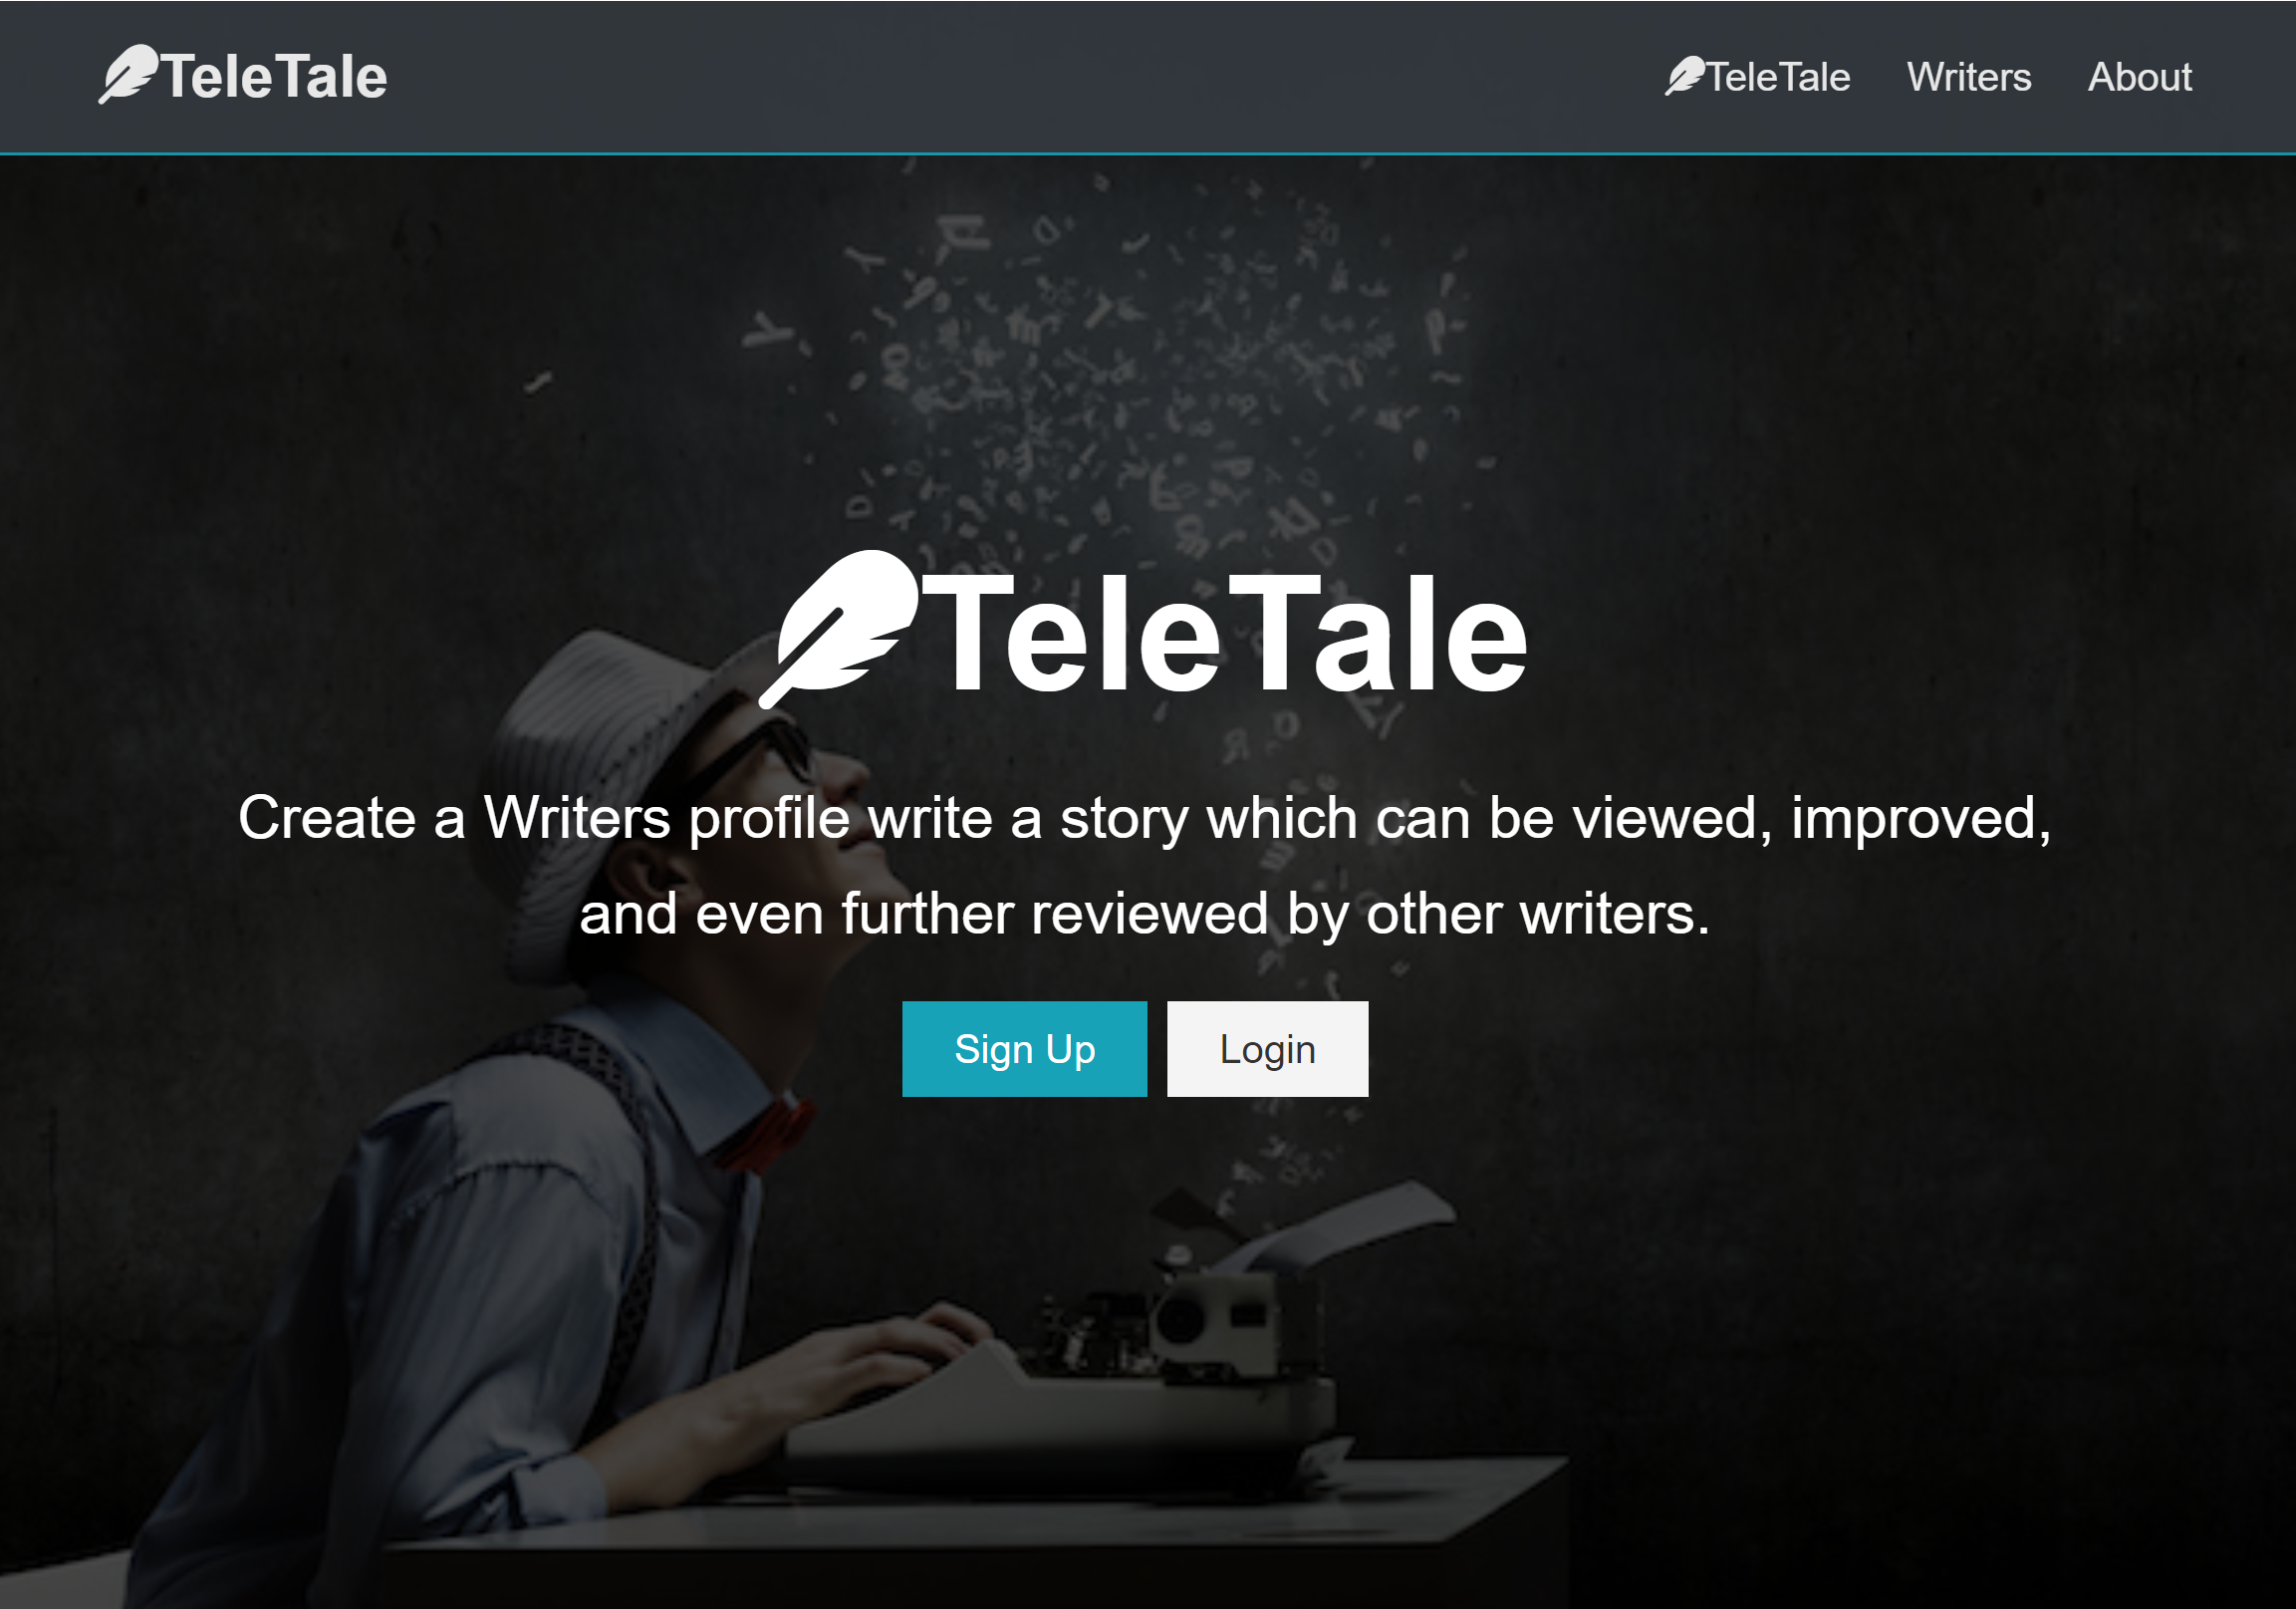 TeleTale
TeleTale Writers About
TeleTale
Create a Writers profile write a story which can be viewed, improved,
and even further reviewed by other writers.
Sign Up Login